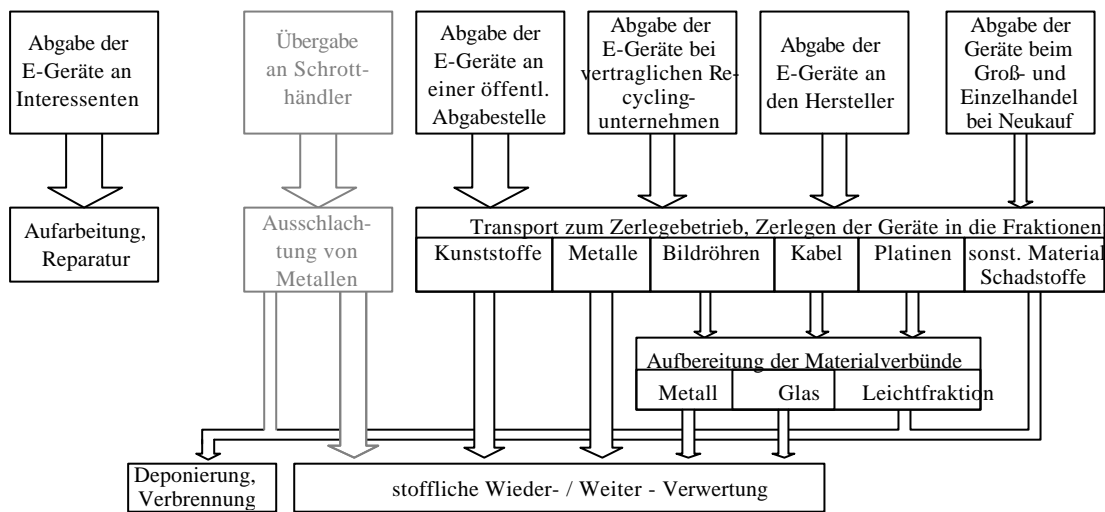 Abgabe der
E-Geräte an
Interessenten
Übergabe
an Schrott-
händler
Abgabe der
E-Geräte an
einer öffentl.
Abgabestelle
Abgabe der
E-Geräte bei
vertraglichen Re-
cycling-
unternehmen
Abgabe der
E-Geräte an
den Hersteller
Abgabe der
Geräte beim
Groß- und
Einzelhandel
bei Neukauf
Aufarbeitung,
Reparatur
Ausschlach-
tung von
Metallen
Transport zum Zerlegebetrieb, Zerlegen der Geräte in die Fraktionen
Kunststoffe
Metalle
Bildröhren
Kabel
Platinen
sonst. Material
Schadstoffe
Aufbereitung der Materialverbünde
Metall
Glas
Leichtfraktion
Deponierung,
Verbrennung
stoffliche Wieder- / Weiter - Verwertung